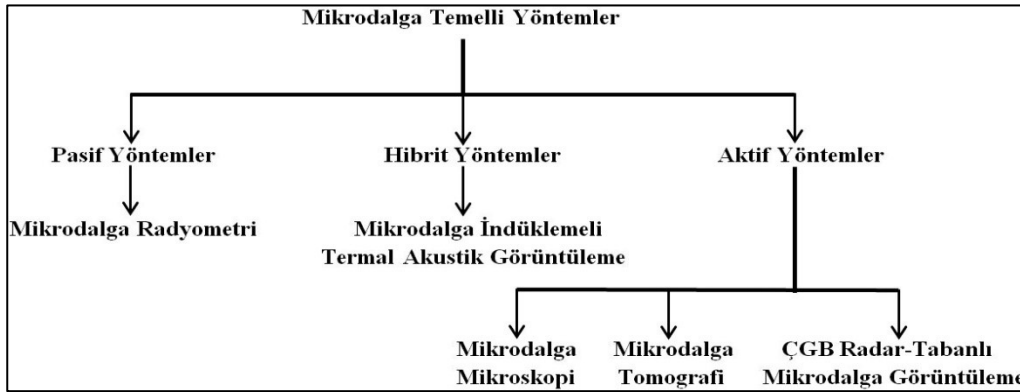 Mikrodalga Temelli Yöntemler
Pasif Yöntemler
Hibrit Yöntemler
Aktif Yöntemler
Mikrodalga Radyometri
Mikrodalga İndüklemeli
Termal Akustik Görüntüleme
Mikrodalga
Mikroskopi
Mikrodalga
Tomografi
ÇGB Radar-Tabanlı
Mikrodalga Görüntüleme